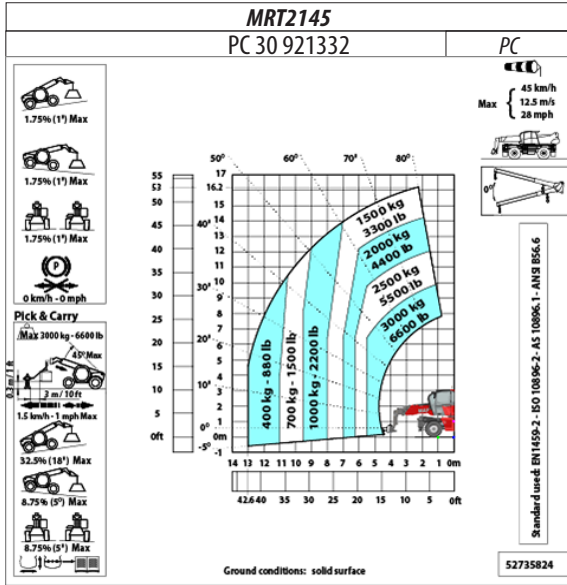 MRT2145
PC 30 921332 PC
1.75% (1°) Max
1.75% (1°) Max
1.75% (1°) Max
P
0 km/h - 0 mph
Pick & Carry
Max 3000 kg - 6600 lb
45° Max
0.3 m / 1 ft
3 m / 10 ft
1.5 km/h - 1 mph Max
32.5% (18°) Max
8.75% (5°) Max
8.75% (5°) Max
Max
45 km/h
12.5 m/s
28 mph
0°
50° 60° 70° 80°
40°
30°
20°
10°
0°
-5°
55
53
50
45
40
35
30
25
20
15
10
5
0ft
17
16.2
15
14
13
12
11
10
9
8
7
6
5
4
3
2
1
0m
-1
1500 kg
3300 lb
2000 kg
4400 lb
2500 kg
5500 lb
3000 kg
6600 lb
400 kg - 880 lb
700 kg - 1500 lb
1000 kg - 2200 lb
14 13 12 11 10 9 8 7 6 5 4 3 2 1 0m
42.6 40 35 30 25 20 15 10 5 0ft
Standard used: EN1459-2 - ISO 10896-2 - AS 10896.1 - ANSI B56.6
Ground conditions: solid surface
52735824